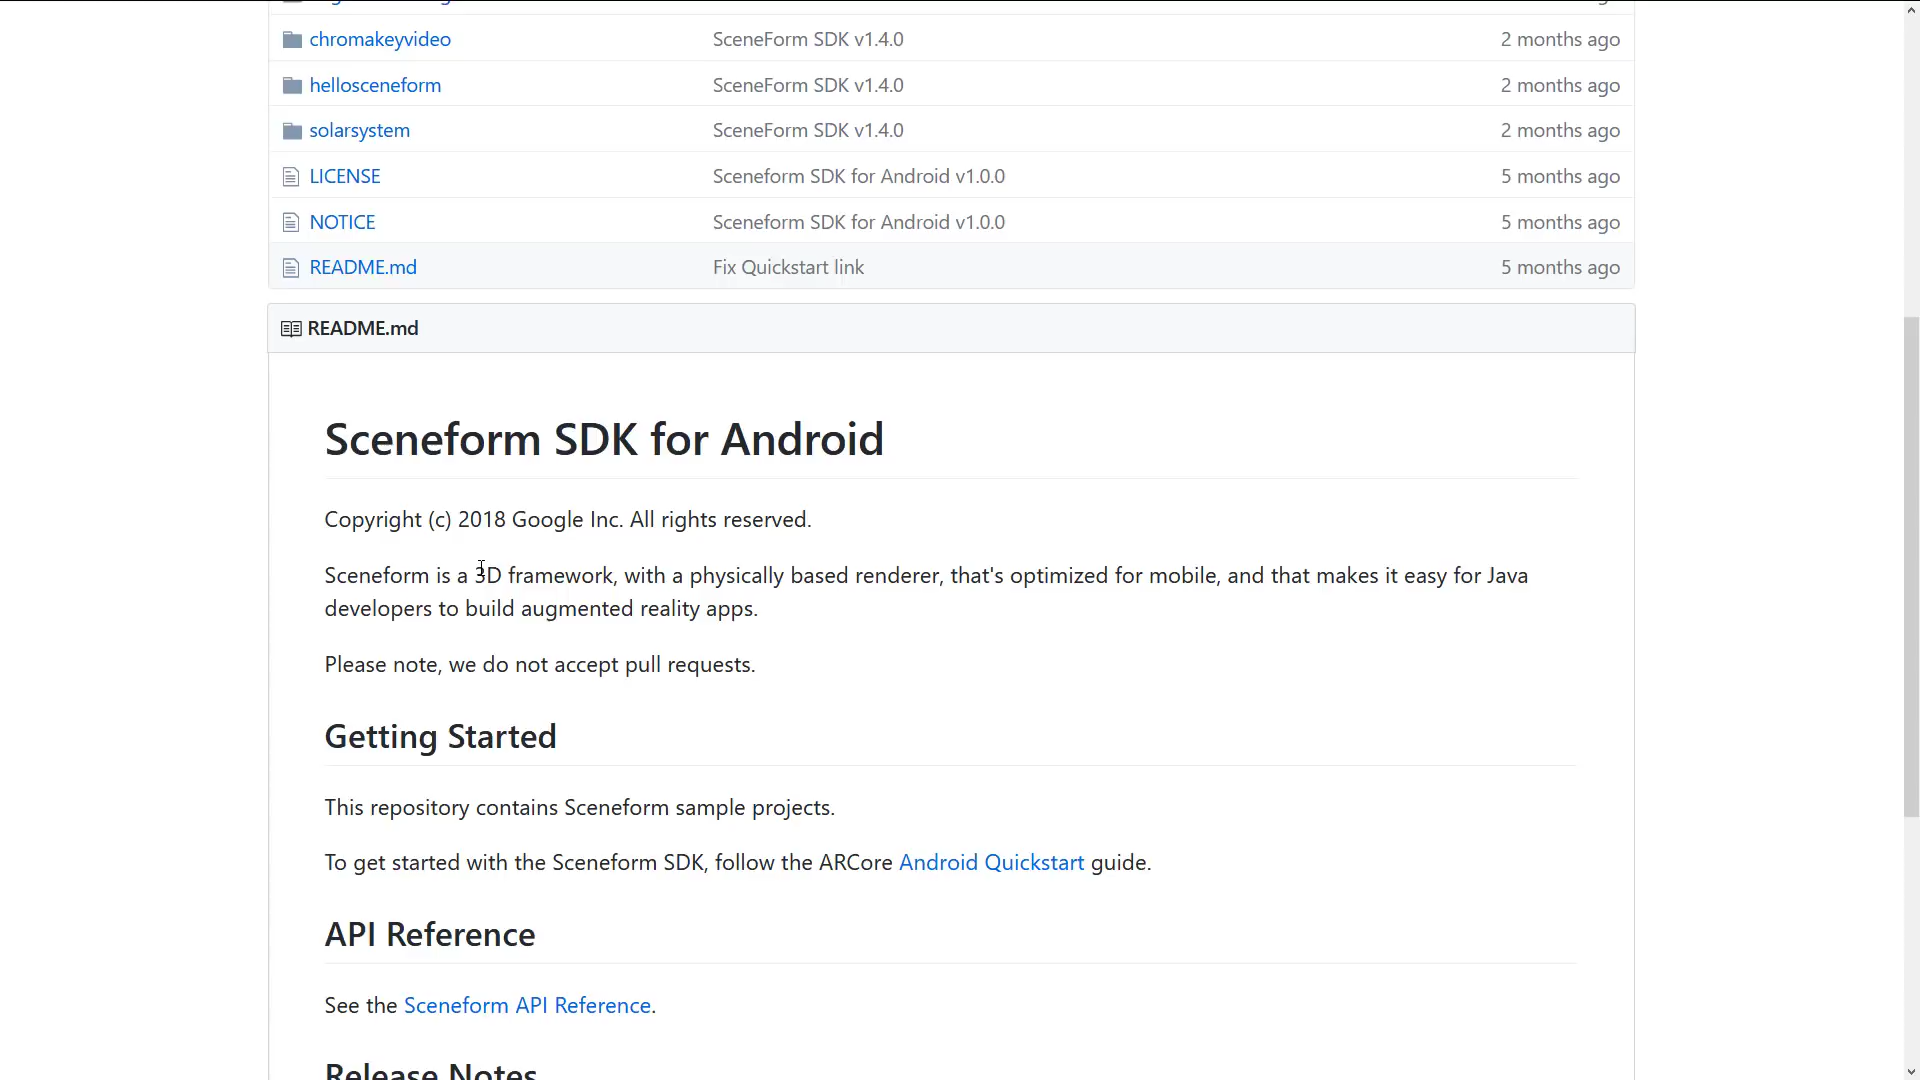 chromakeyvideo SceneForm SDK v1.4.0 2 months ago
hellosceneform SceneForm SDK v1.4.0 2 months ago
solarsystem SceneForm SDK v1.4.0 2 months ago
LICENSE Sceneform SDK for Android v1.0.0 5 months ago
NOTICE Sceneform SDK for Android v1.0.0 5 months ago
README.md Fix Quickstart link 5 months ago
README.md
Sceneform SDK for Android
Copyright (c) 2018 Google Inc. All rights reserved.
Sceneform is a 3D framework, with a physically based renderer, that's optimized for mobile, and that makes it easy for Java
developers to build augmented reality apps.
Please note, we do not accept pull requests.
Getting Started
This repository contains Sceneform sample projects.
To get started with the Sceneform SDK, follow the ARCore Android Quickstart guide.
API Reference
See the Sceneform API Reference.
Release Notes